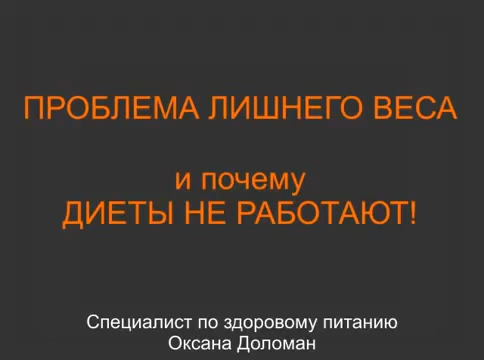 ПРОБЛЕМА ЛИШНЕГО ВЕСА
и почему
ДИЕТЫ НЕ РАБОТАЮТ!
Специалист по здоровому питанию
Оксана Доломан